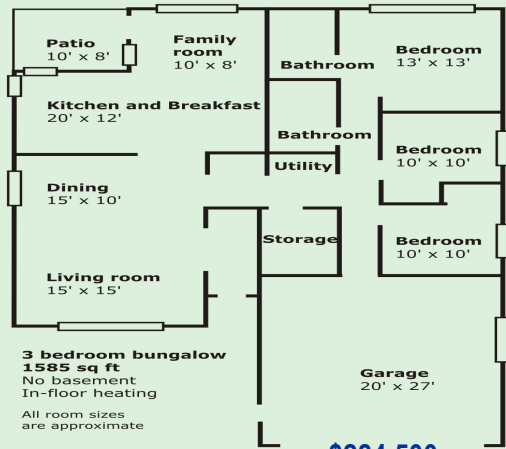 Patio
10' x 8'
Family
room
10' x 8'
Bathroom
Bedroom
13' x 13'
Kitchen and Breakfast
20' x 12'
Bathroom
Bedroom
10' x 10'
Utility
Dining
15' x 10'
Storage
Bedroom
10' x 10'
Living room
15' x 15'
3 bedroom bungalow
1585 sq ft
No basement
In-floor heating
All room sizes
are approximate
Garage
20' x 27'